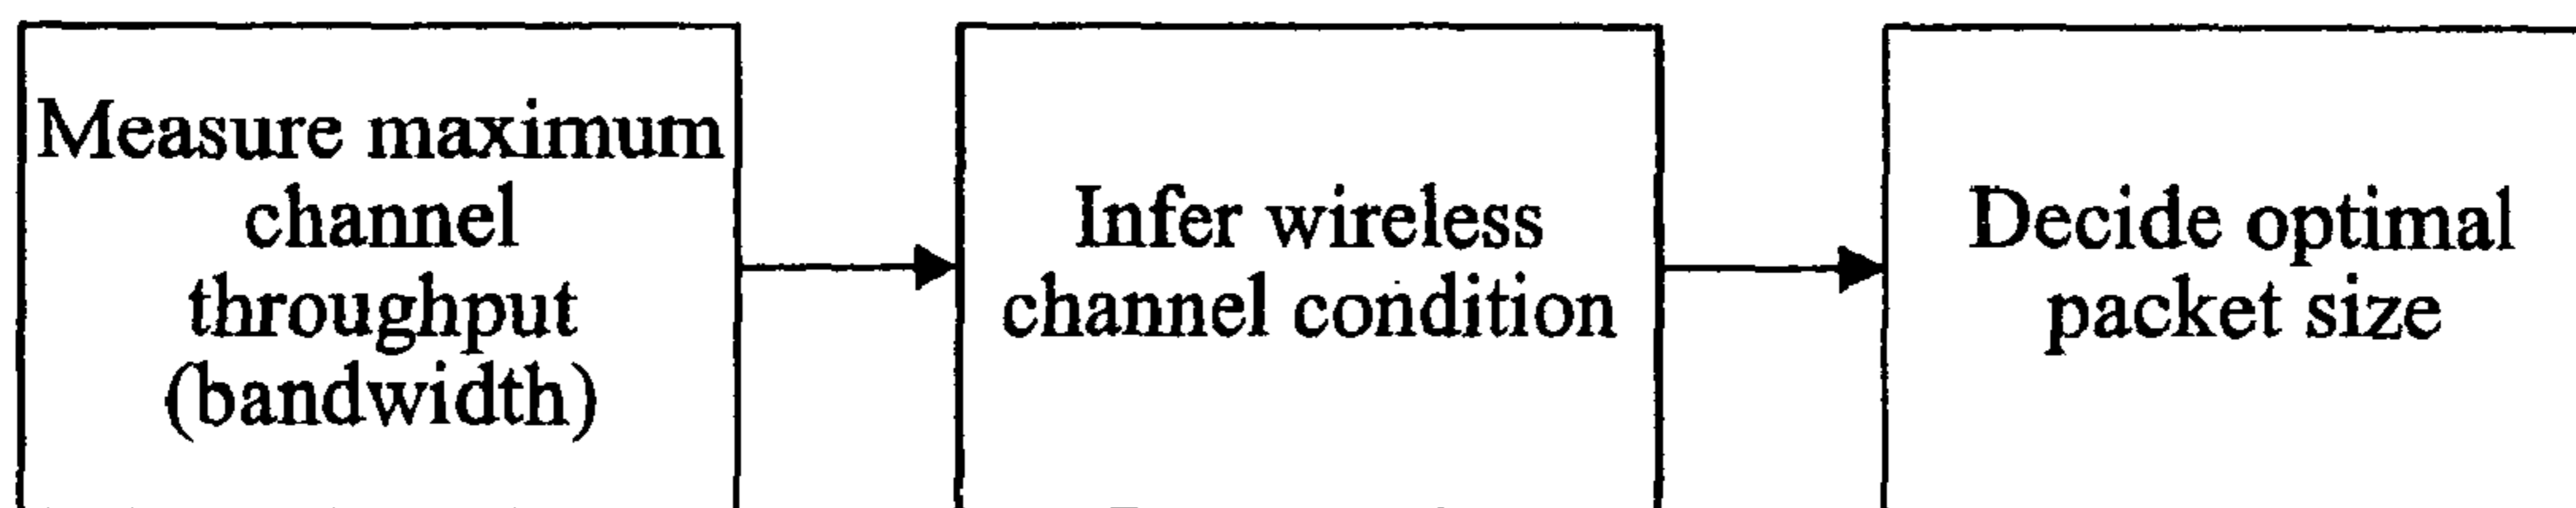 Measure maximum
channel
throughput
(bandwidth)
Infer wireless
channel condition
Decide optimal
packet size